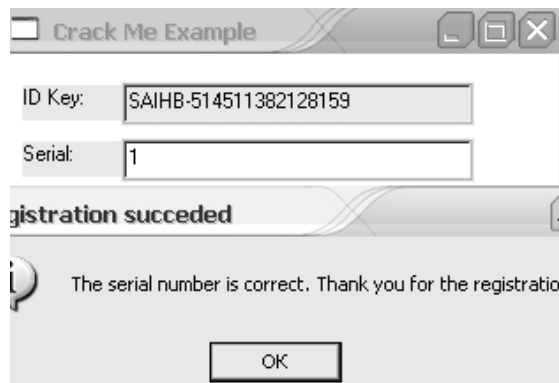 Crack Me Example
ID Key: SAIHB-514511382128159
Serial: 1
gistration succeded
The serial number is correct. Thank you for the registratio
OK